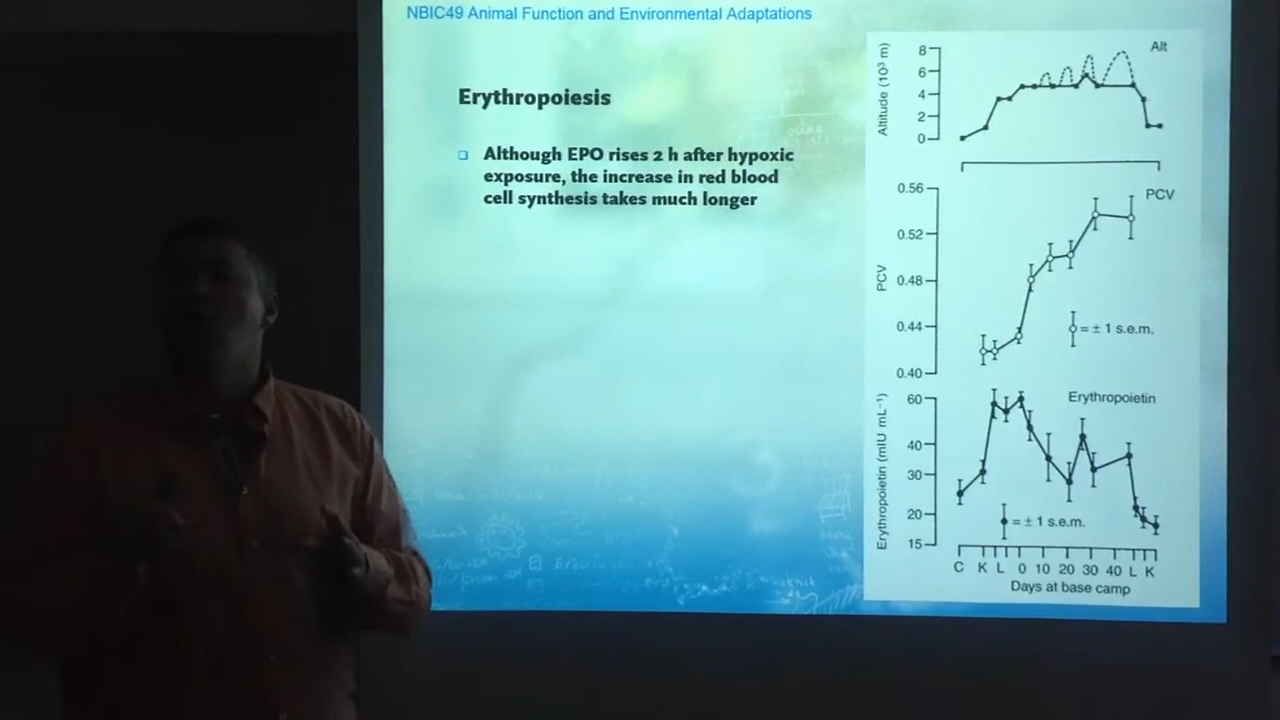 NBIC49 Animal Function and Environmental Adaptations
Erythropoiesis
Although EPO rises 2 h after hypoxic
exposure, the increase in red blood
cell synthesis takes much longer
Altitude (10³ m)
8
6
4
2
0
Alt
PCV
0.56
0.52
0.48
0.44
0.40
PCV
= ± 1 s.e.m.
Erythropoietin (mIU mL⁻¹)
60
40
30
20
15
Erythropoietin
= ± 1 s.e.m.
C K L 0 10 20 30 40 L K
Days at base camp